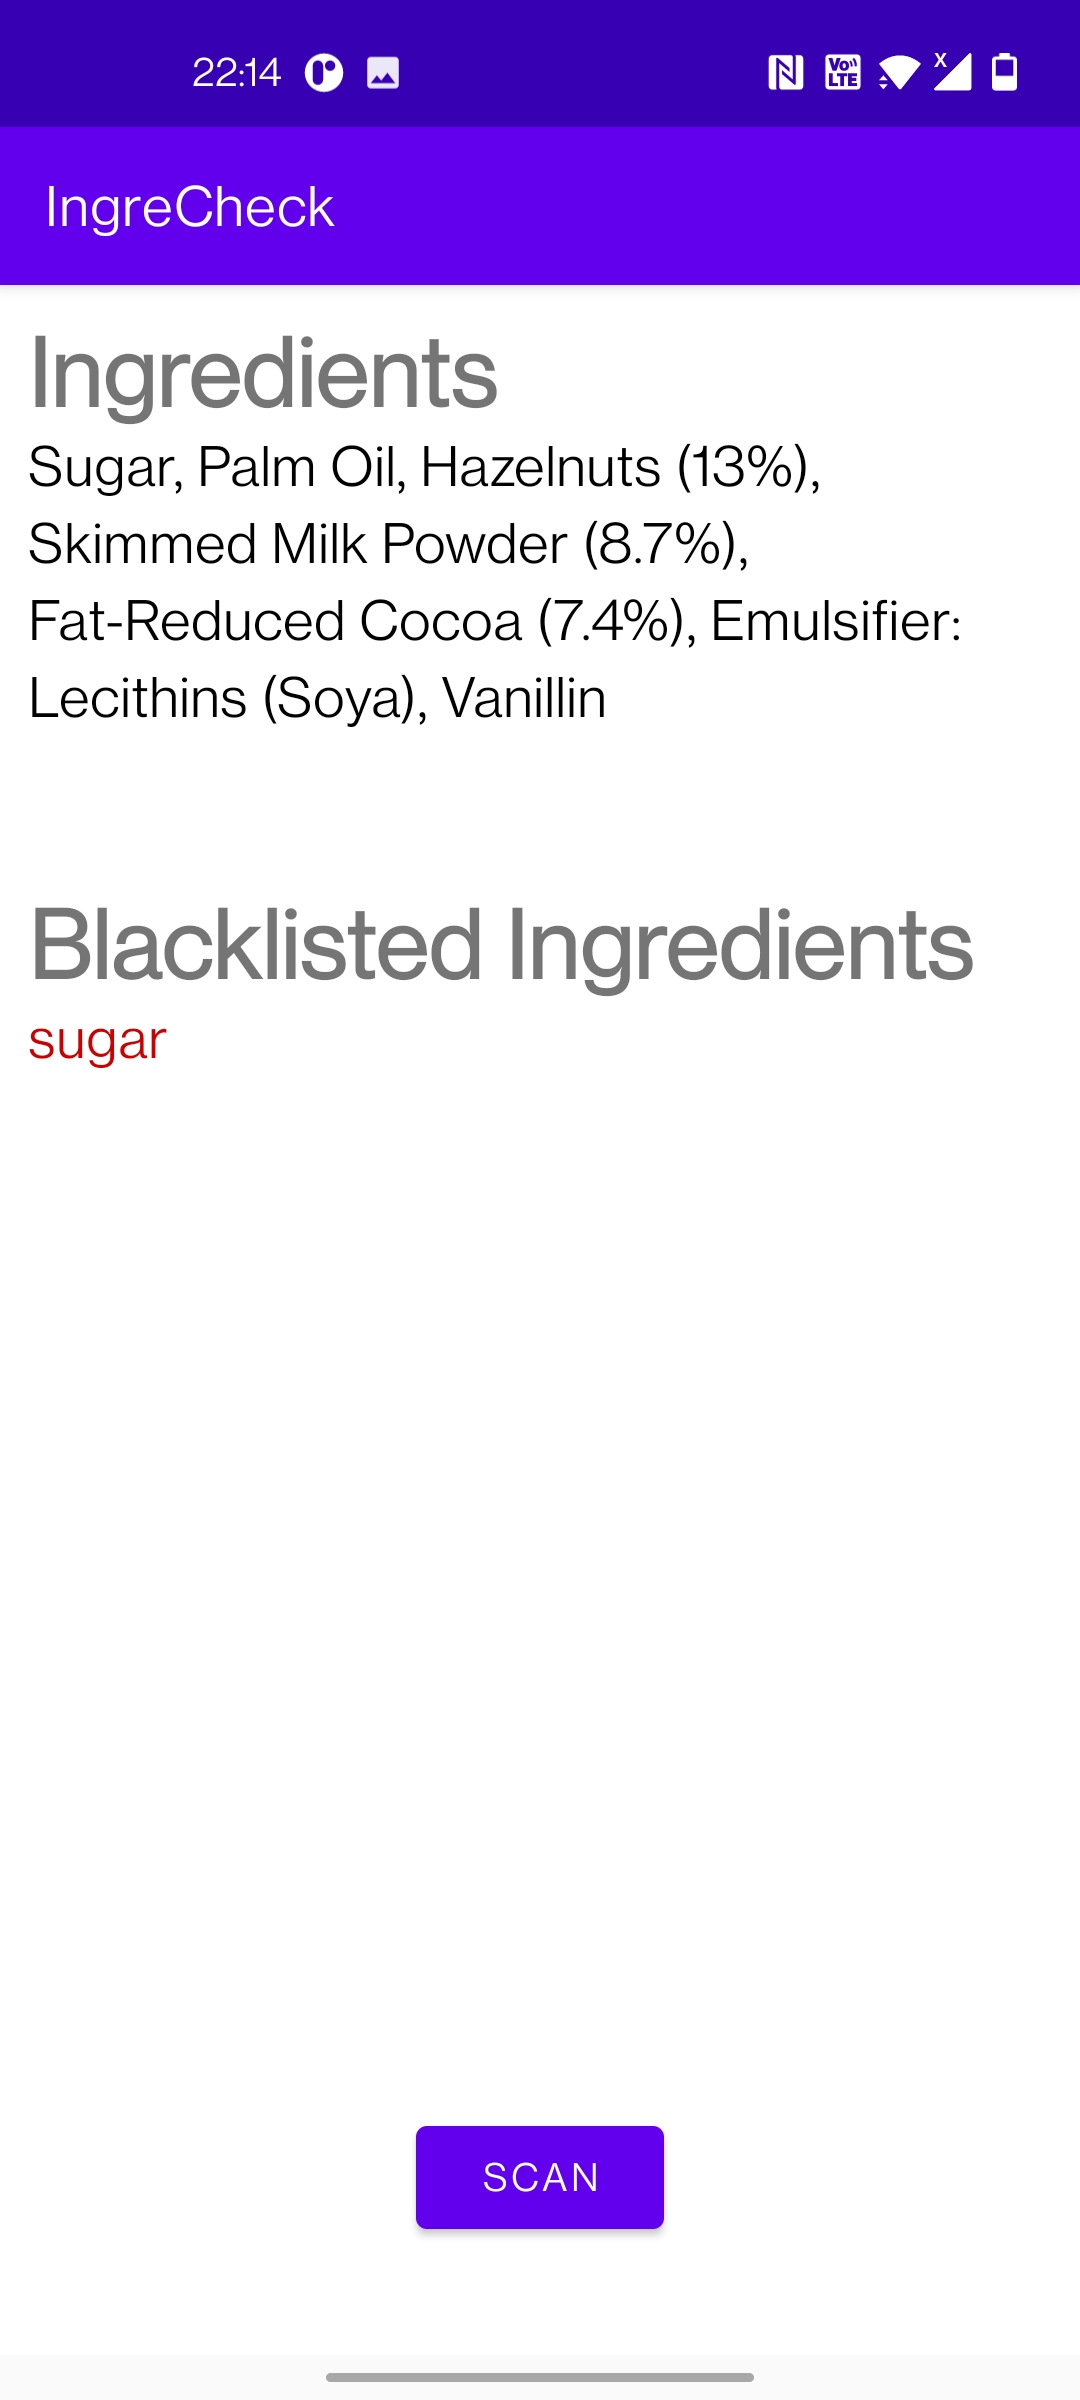 22:14
Vo LTE
X
IngreCheck
Ingredients
Sugar, Palm Oil, Hazelnuts (13%),
Skimmed Milk Powder (8.7%),
Fat-Reduced Cocoa (7.4%), Emulsifier:
Lecithins (Soya), Vanillin
Blacklisted Ingredients
sugar
SCAN